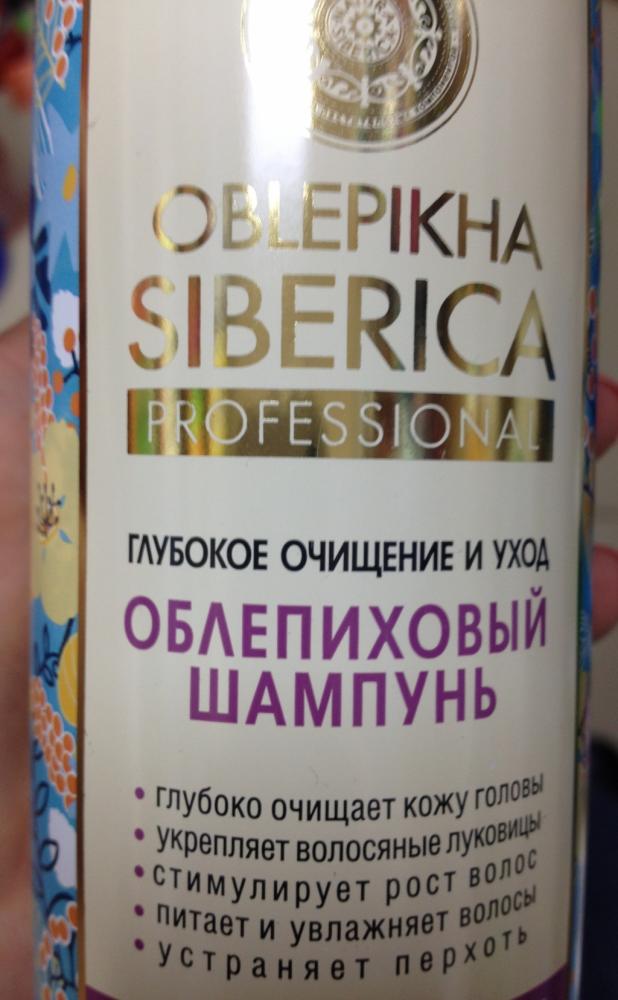 OBLEPIKHA
SIBERICA
PROFESSIONAL
ГЛУБОКОЕ ОЧИЩЕНИЕ И УХОД
ОБЛЕПИХОВЫЙ
ШАМПУНЬ
• глубоко очищает кожу головы
• укрепляет волосяные луковицы
• стимулирует рост волос
• питает и увлажняет волосы
• устраняет перхоть